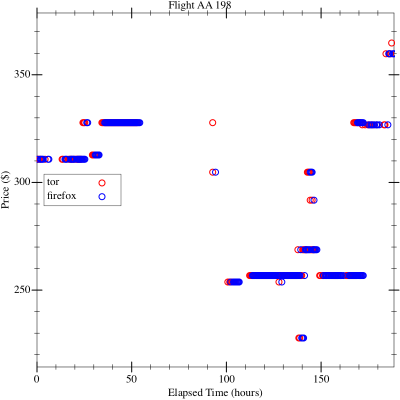 Flight AA 198
350
300
250
Price ($)
tor
firefox
0
50
100
150
Elapsed Time (hours)